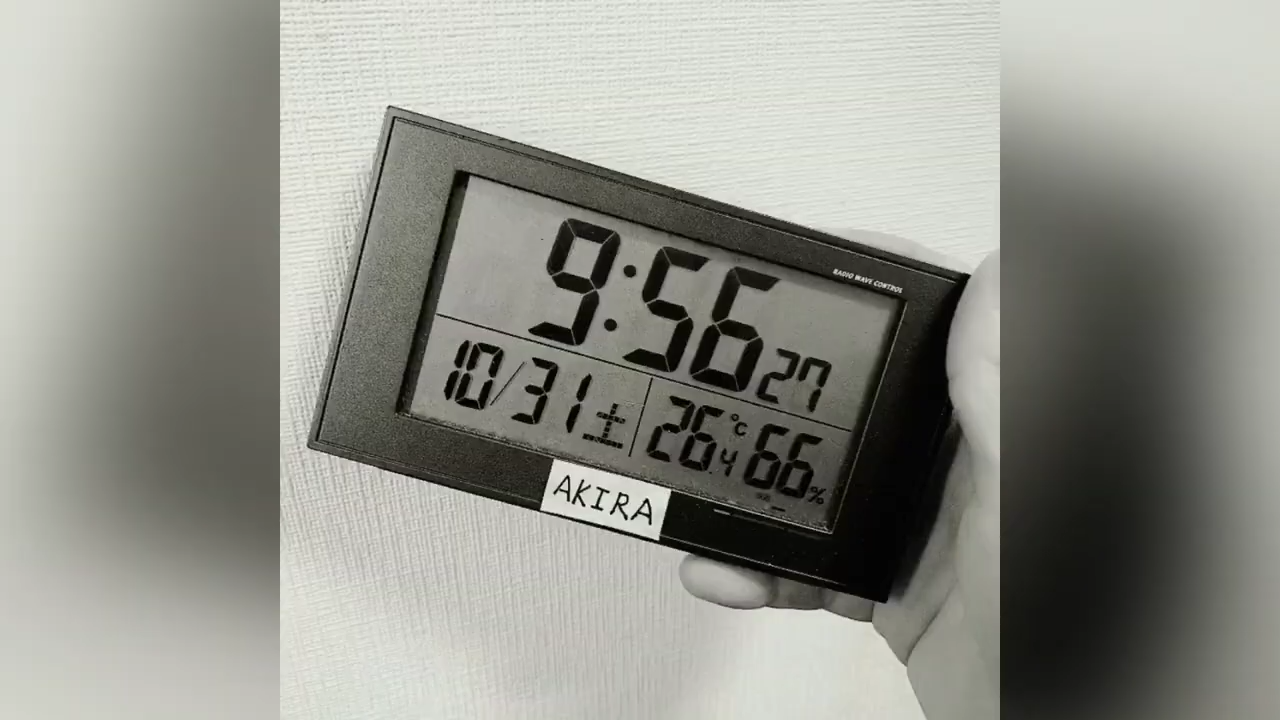 RADIO WAVE CONTROL
9:56 27
10/31 土 26.4 ℃ 66 %
AKIRA